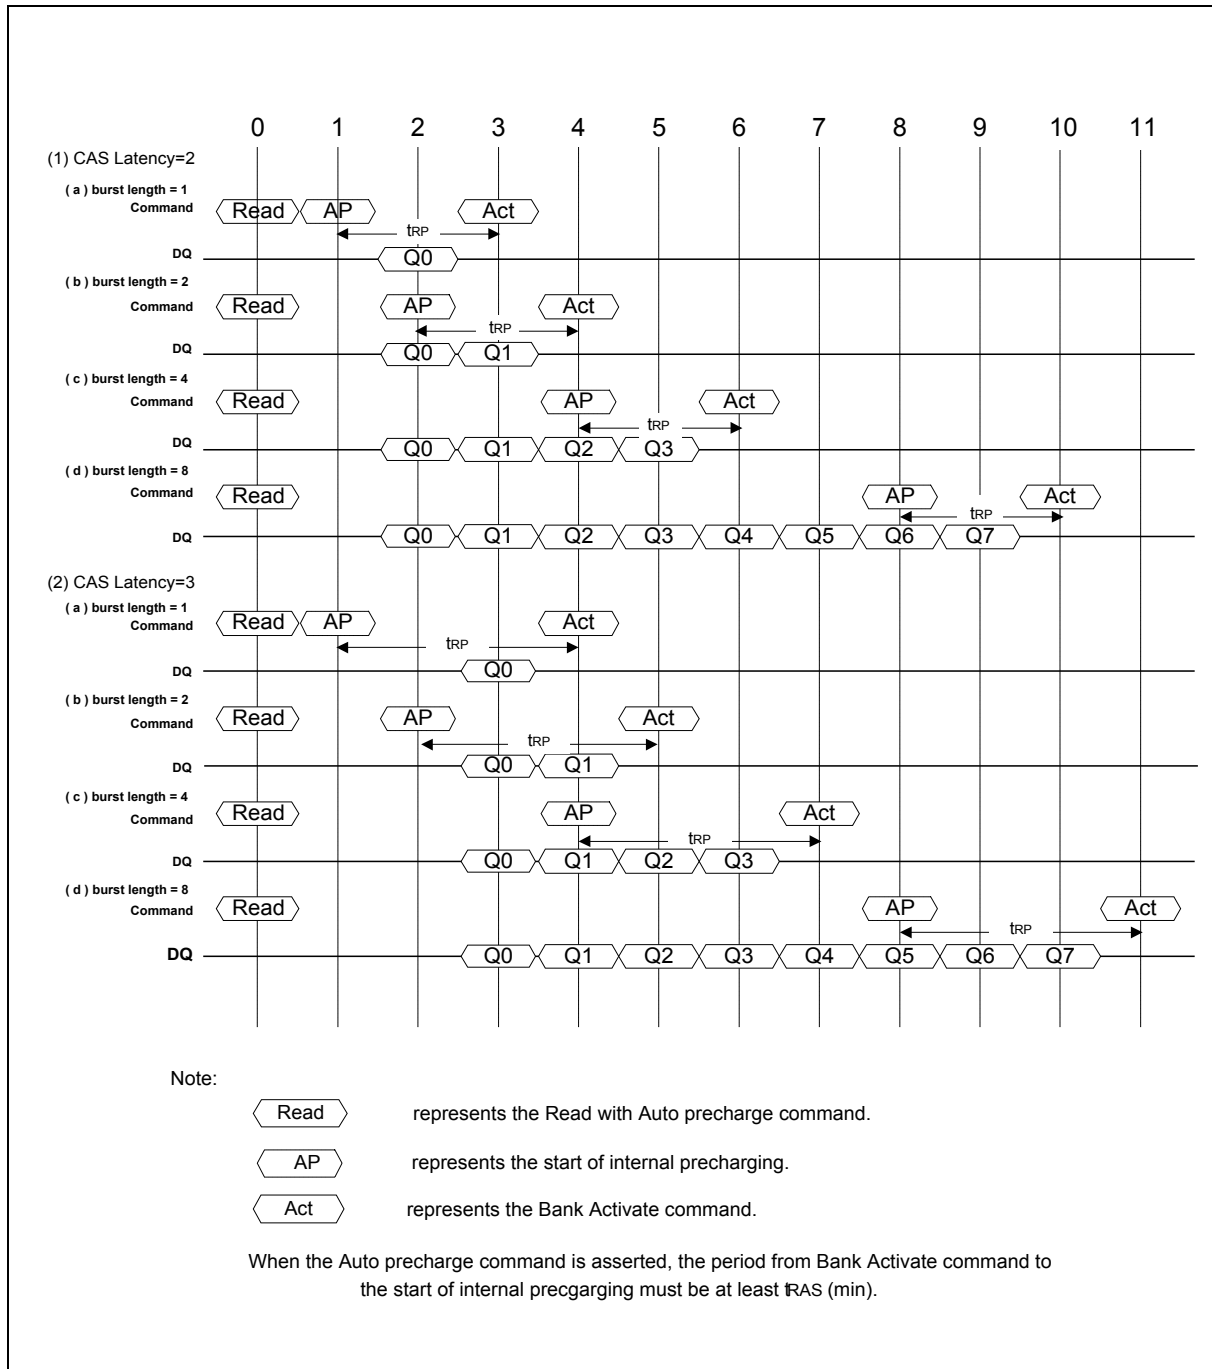 0 1 2 3 4 5 6 7 8 9 10 11
(1) CAS Latency=2
( a ) burst length = 1
Command Read AP Act
tRP
DQ Q0
( b ) burst length = 2
Command Read AP Act
tRP
DQ Q0 Q1
( c ) burst length = 4
Command Read AP Act
tRP
DQ Q0 Q1 Q2 Q3
( d ) burst length = 8
Command Read AP Act
tRP
DQ Q0 Q1 Q2 Q3 Q4 Q5 Q6 Q7
(2) CAS Latency=3
( a ) burst length = 1
Command Read AP Act
tRP
DQ Q0
( b ) burst length = 2
Command Read AP Act
tRP
DQ Q0 Q1
( c ) burst length = 4
Command Read AP Act
tRP
DQ Q0 Q1 Q2 Q3
( d ) burst length = 8
Command Read AP Act
tRP
DQ Q0 Q1 Q2 Q3 Q4 Q5 Q6 Q7
Note:
Read represents the Read with Auto precharge command.
AP represents the start of internal precharging.
Act represents the Bank Activate command.
When the Auto precharge command is asserted, the period from Bank Activate command to
the start of internal precgarging must be at least tRAS (min).